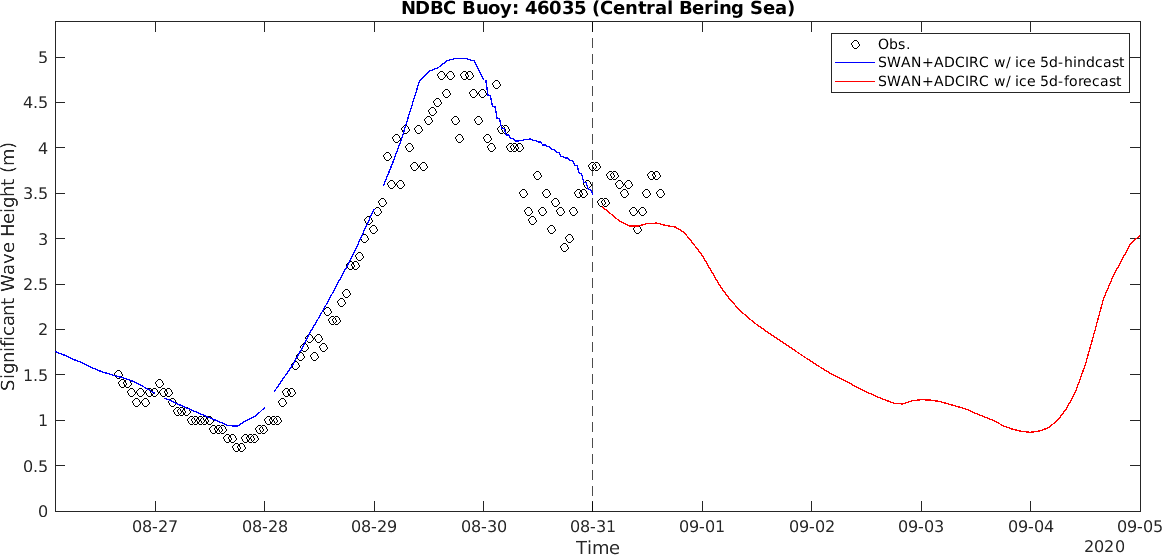 NDBC Buoy: 46035 (Central Bering Sea)
Obs.
SWAN+ADCIRC w/ ice 5d-hindcast
SWAN+ADCIRC w/ ice 5d-forecast
Significant Wave Height (m)
5
4.5
4
3.5
3
2.5
2
1.5
1
0.5
0
08-27 08-28 08-29 08-30 08-31 09-01 09-02 09-03 09-04 09-05
Time
2020